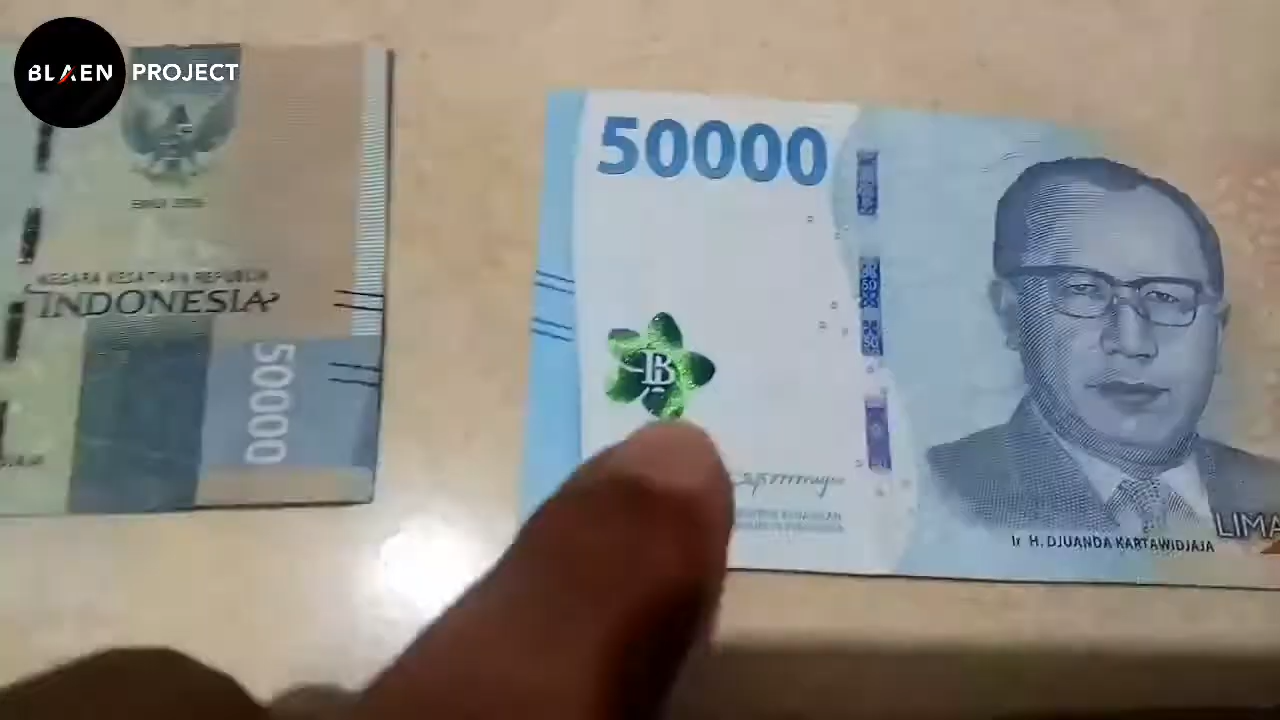 BLAEN PROJECT
NEGARA KESATUAN REPUBLIK
INDONESIA
50000
50000
50
50
BI
Ir H. DJUANDA KARTAWIDJAJA
LIMA